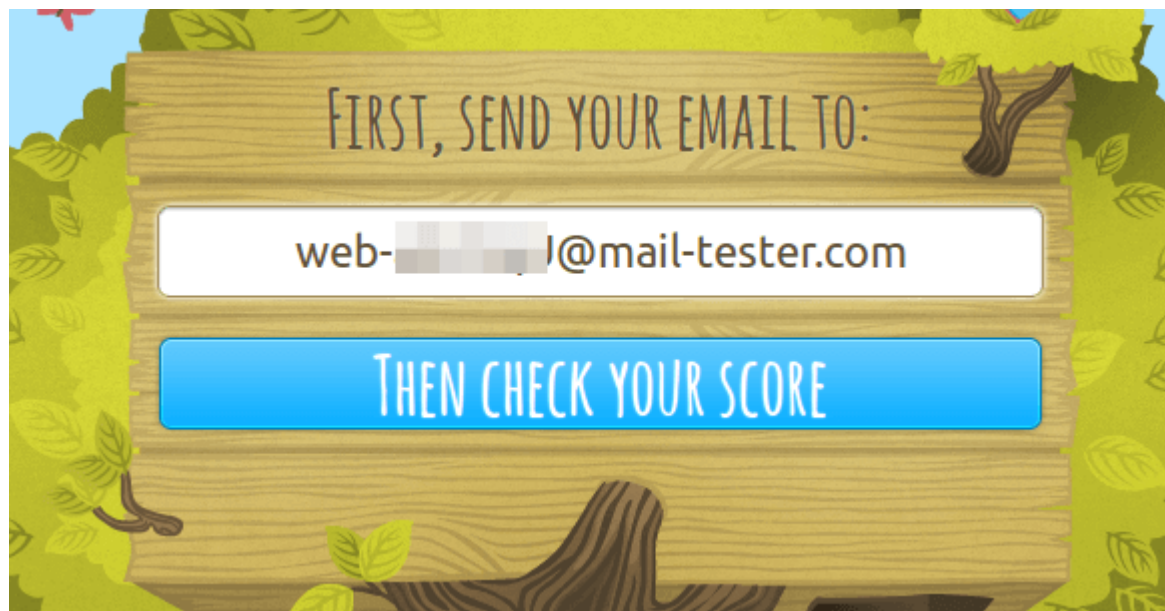 FIRST, SEND YOUR EMAIL TO:
web- @mail-tester.com
THEN CHECK YOUR SCORE